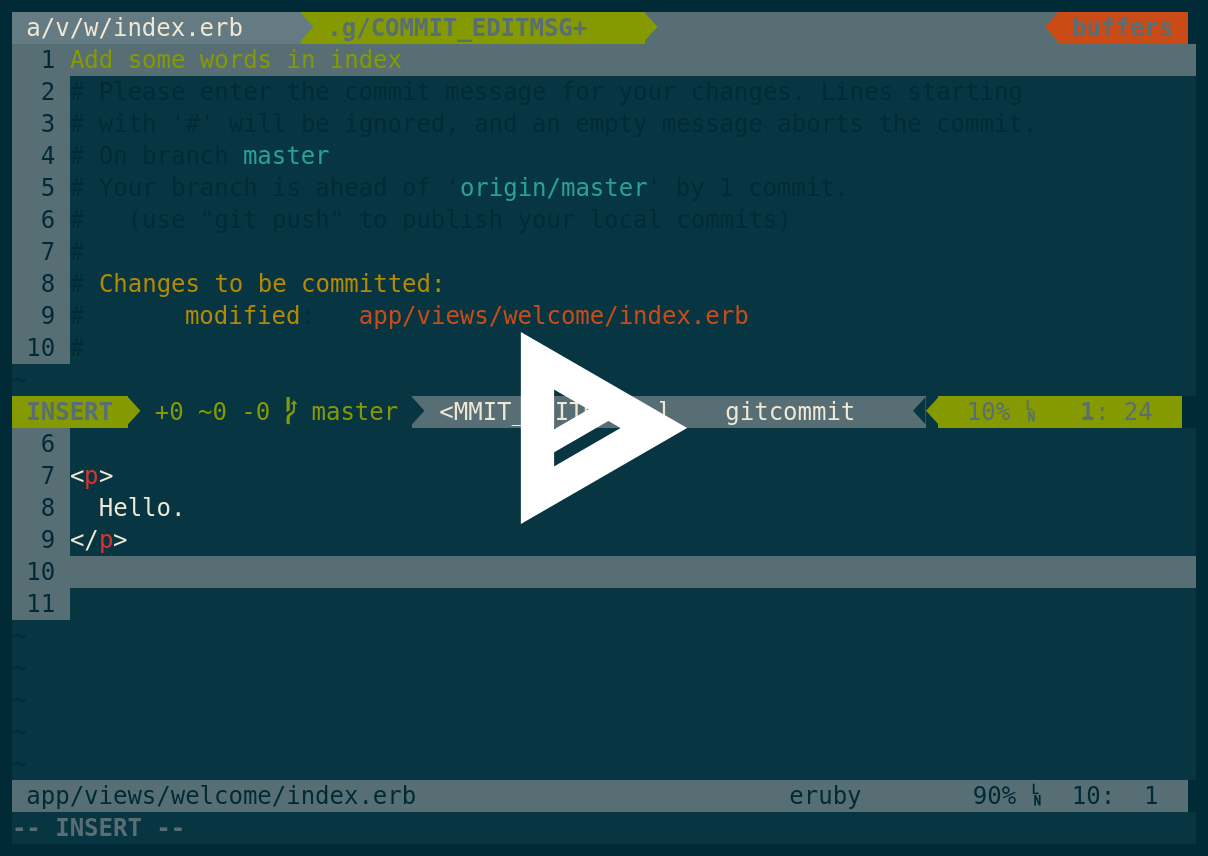 a/v/w/index.erb .g/COMMIT_EDITMSG+ buffers
1 Add some words in index
2 # Please enter the commit message for your changes. Lines starting
3 # with '#' will be ignored, and an empty message aborts the commit.
4 # On branch master
5 # Your branch is ahead of 'origin/master' by 1 commit.
6 #   (use "git push" to publish your local commits)
7 #
8 # Changes to be committed:
9 #       modified:   app/views/welcome/index.erb
10 #
~
INSERT +0 ~0 -0 master <MMIT_ ] gitcommit 10% 1: 24
6
7 <p>
8   Hello.
9 </p>
10
11
~
~
~
~
~
app/views/welcome/index.erb eruby 90% 10: 1
-- INSERT --